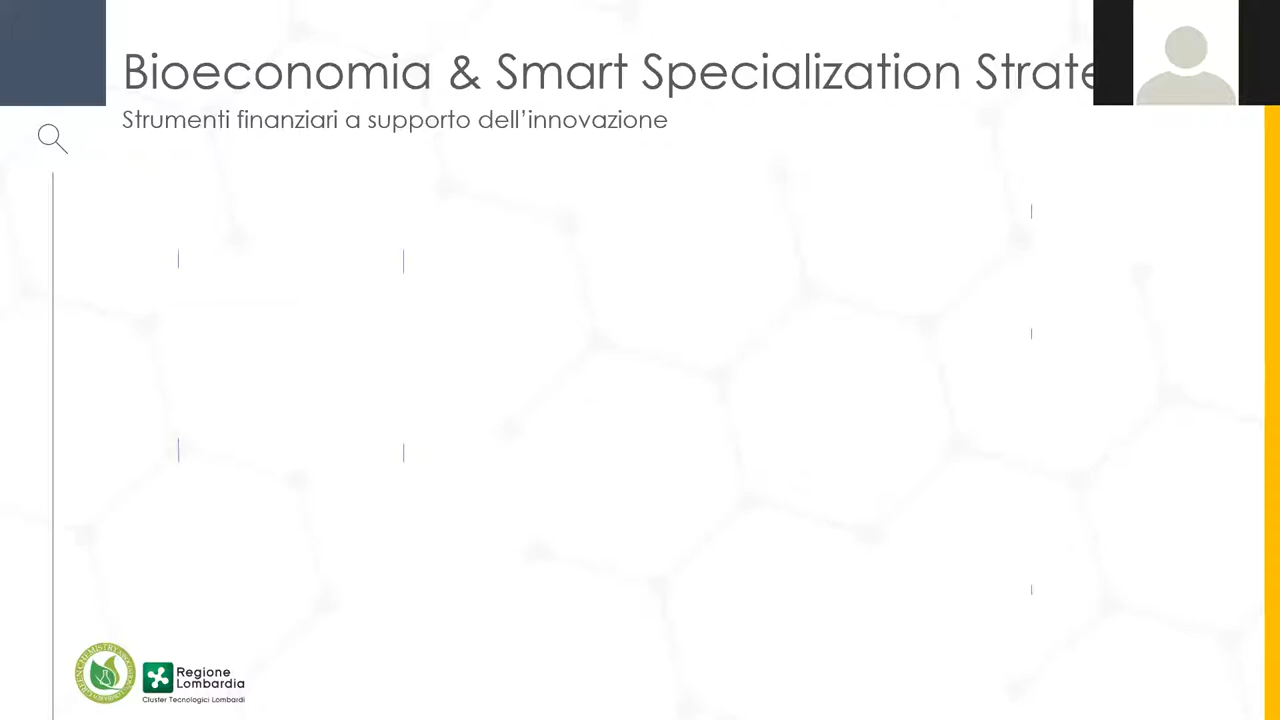 Bioeconomia & Smart Specialization Strate
Strumenti finanziari a supporto dell’innovazione
Regione
Lombardia
Cluster Tecnologici Lombardi